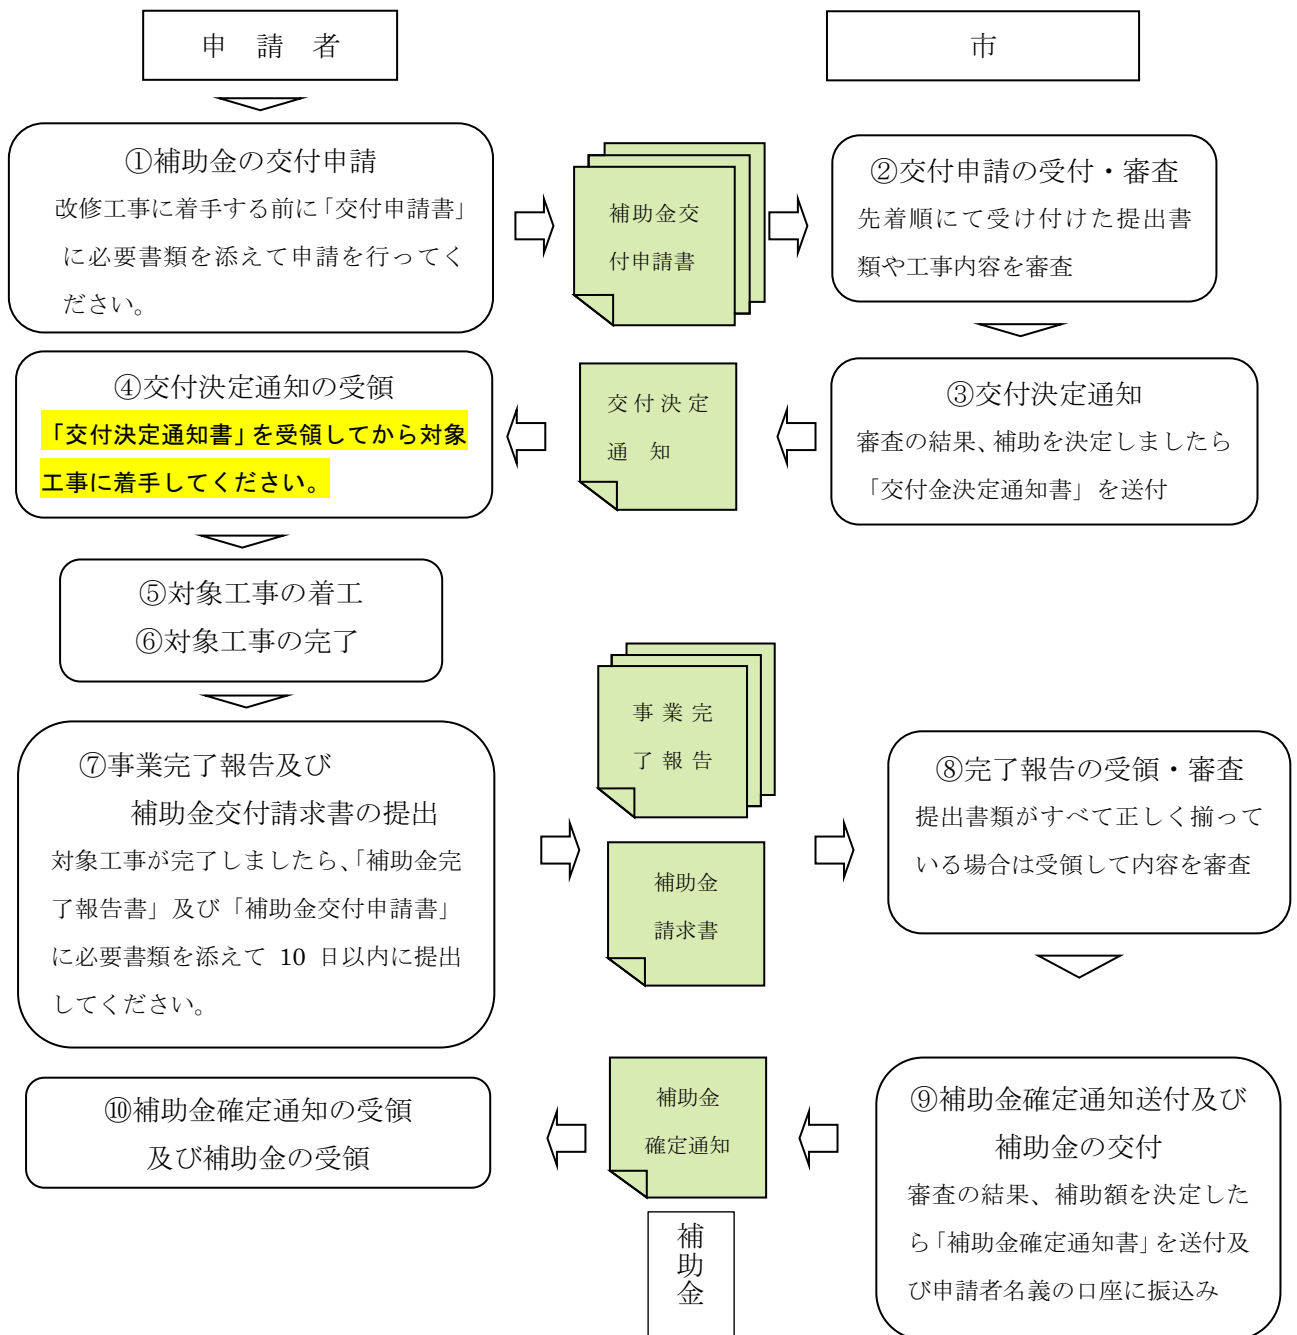 申　請　者
市
①補助金の交付申請
改修工事に着手する前に「交付申請書」
に必要書類を添えて申請を行ってく
ださい。
補助金交
付申請書
②交付申請の受付・審査
先着順にて受け付けた提出書
類や工事内容を審査
④交付決定通知の受領
「交付決定通知書」を受領してから対象
工事に着手してください。
交付決定
通　知
③交付決定通知
審査の結果、補助を決定しましたら
「交付金決定通知書」を送付
⑤対象工事の着工
⑥対象工事の完了
事業完
了報告
⑦事業完了報告及び
補助金交付請求書の提出
対象工事が完了しましたら、「補助金完
了報告書」及び「補助金交付申請書」
に必要書類を添えて 10 日以内に提出
してください。
補助金
請求書
⑧完了報告の受領・審査
提出書類がすべて正しく揃って
いる場合は受領して内容を審査
⑩補助金確定通知の受領
及び補助金の受領
補助金
確定通知
補助金
⑨補助金確定通知送付及び
補助金の交付
審査の結果、補助額を決定した
ら「補助金確定通知書」を送付及
び申請者名義の口座に振込み